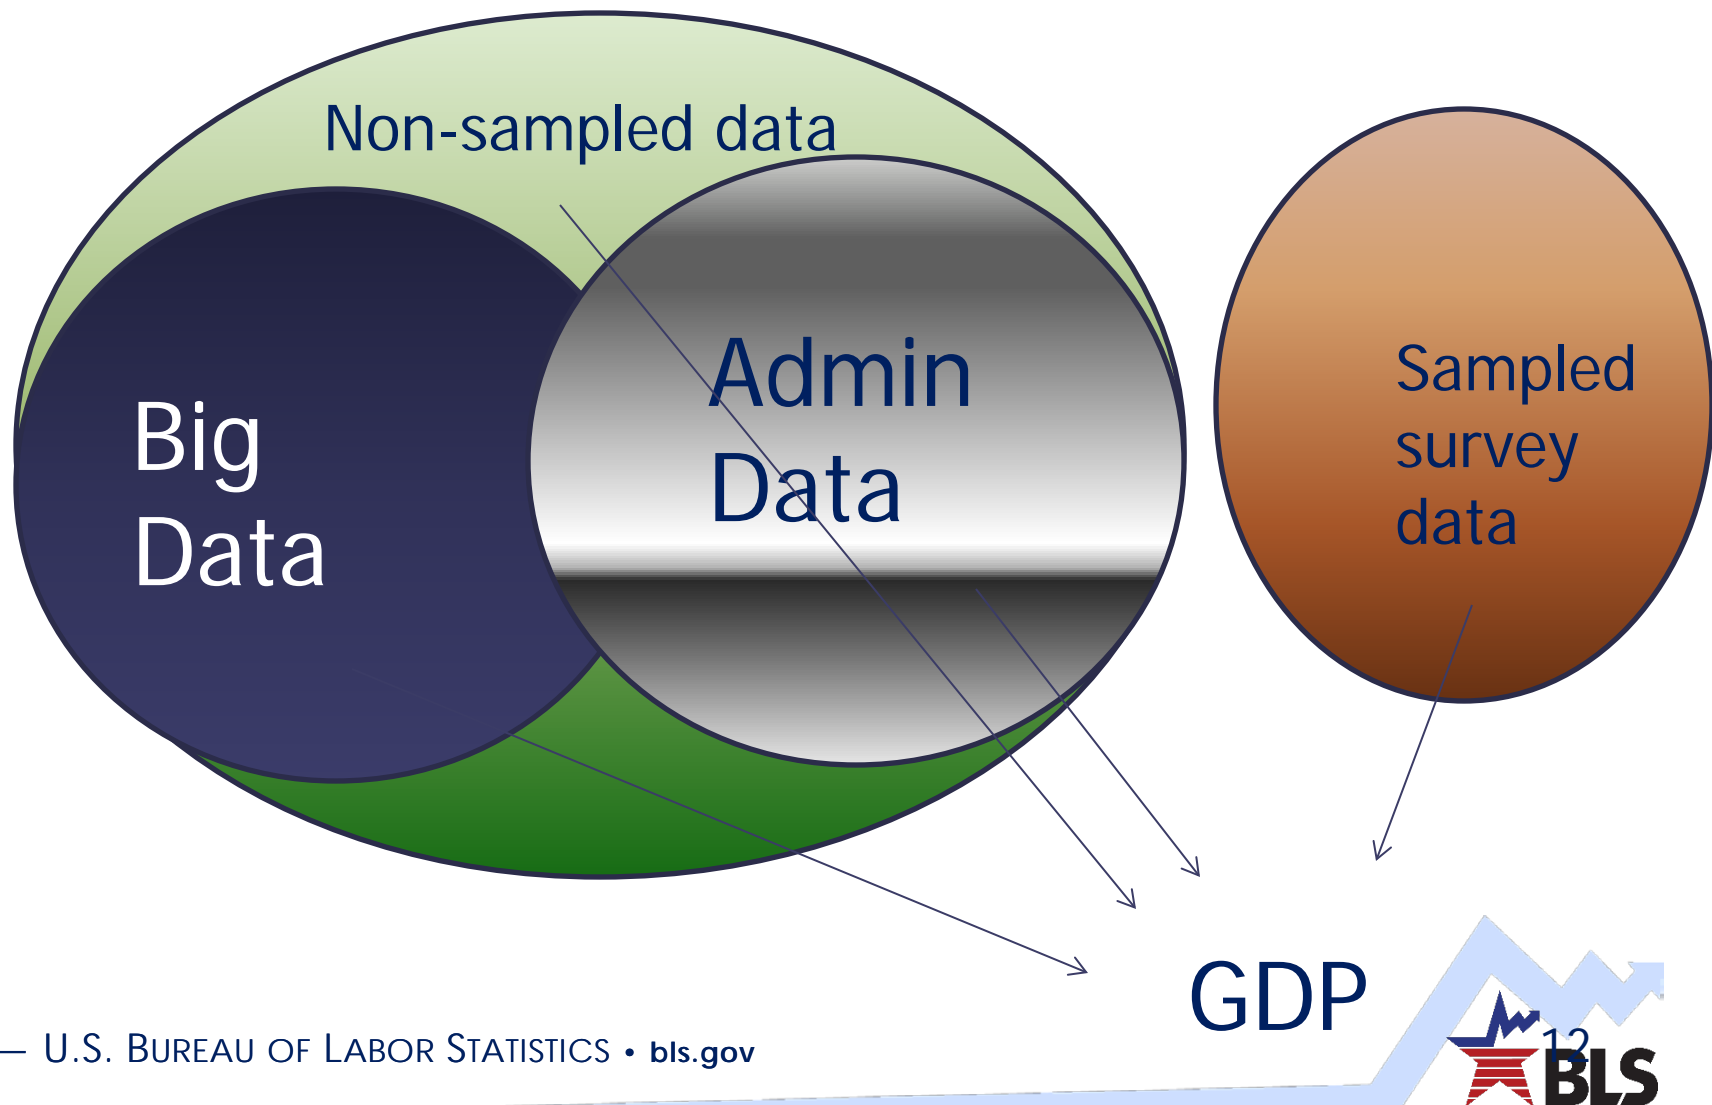 Non-sampled data
Big
Data
Admin
Data
Sampled
survey
data
GDP
— U.S. BUREAU OF LABOR STATISTICS • bls.gov
12
BLS